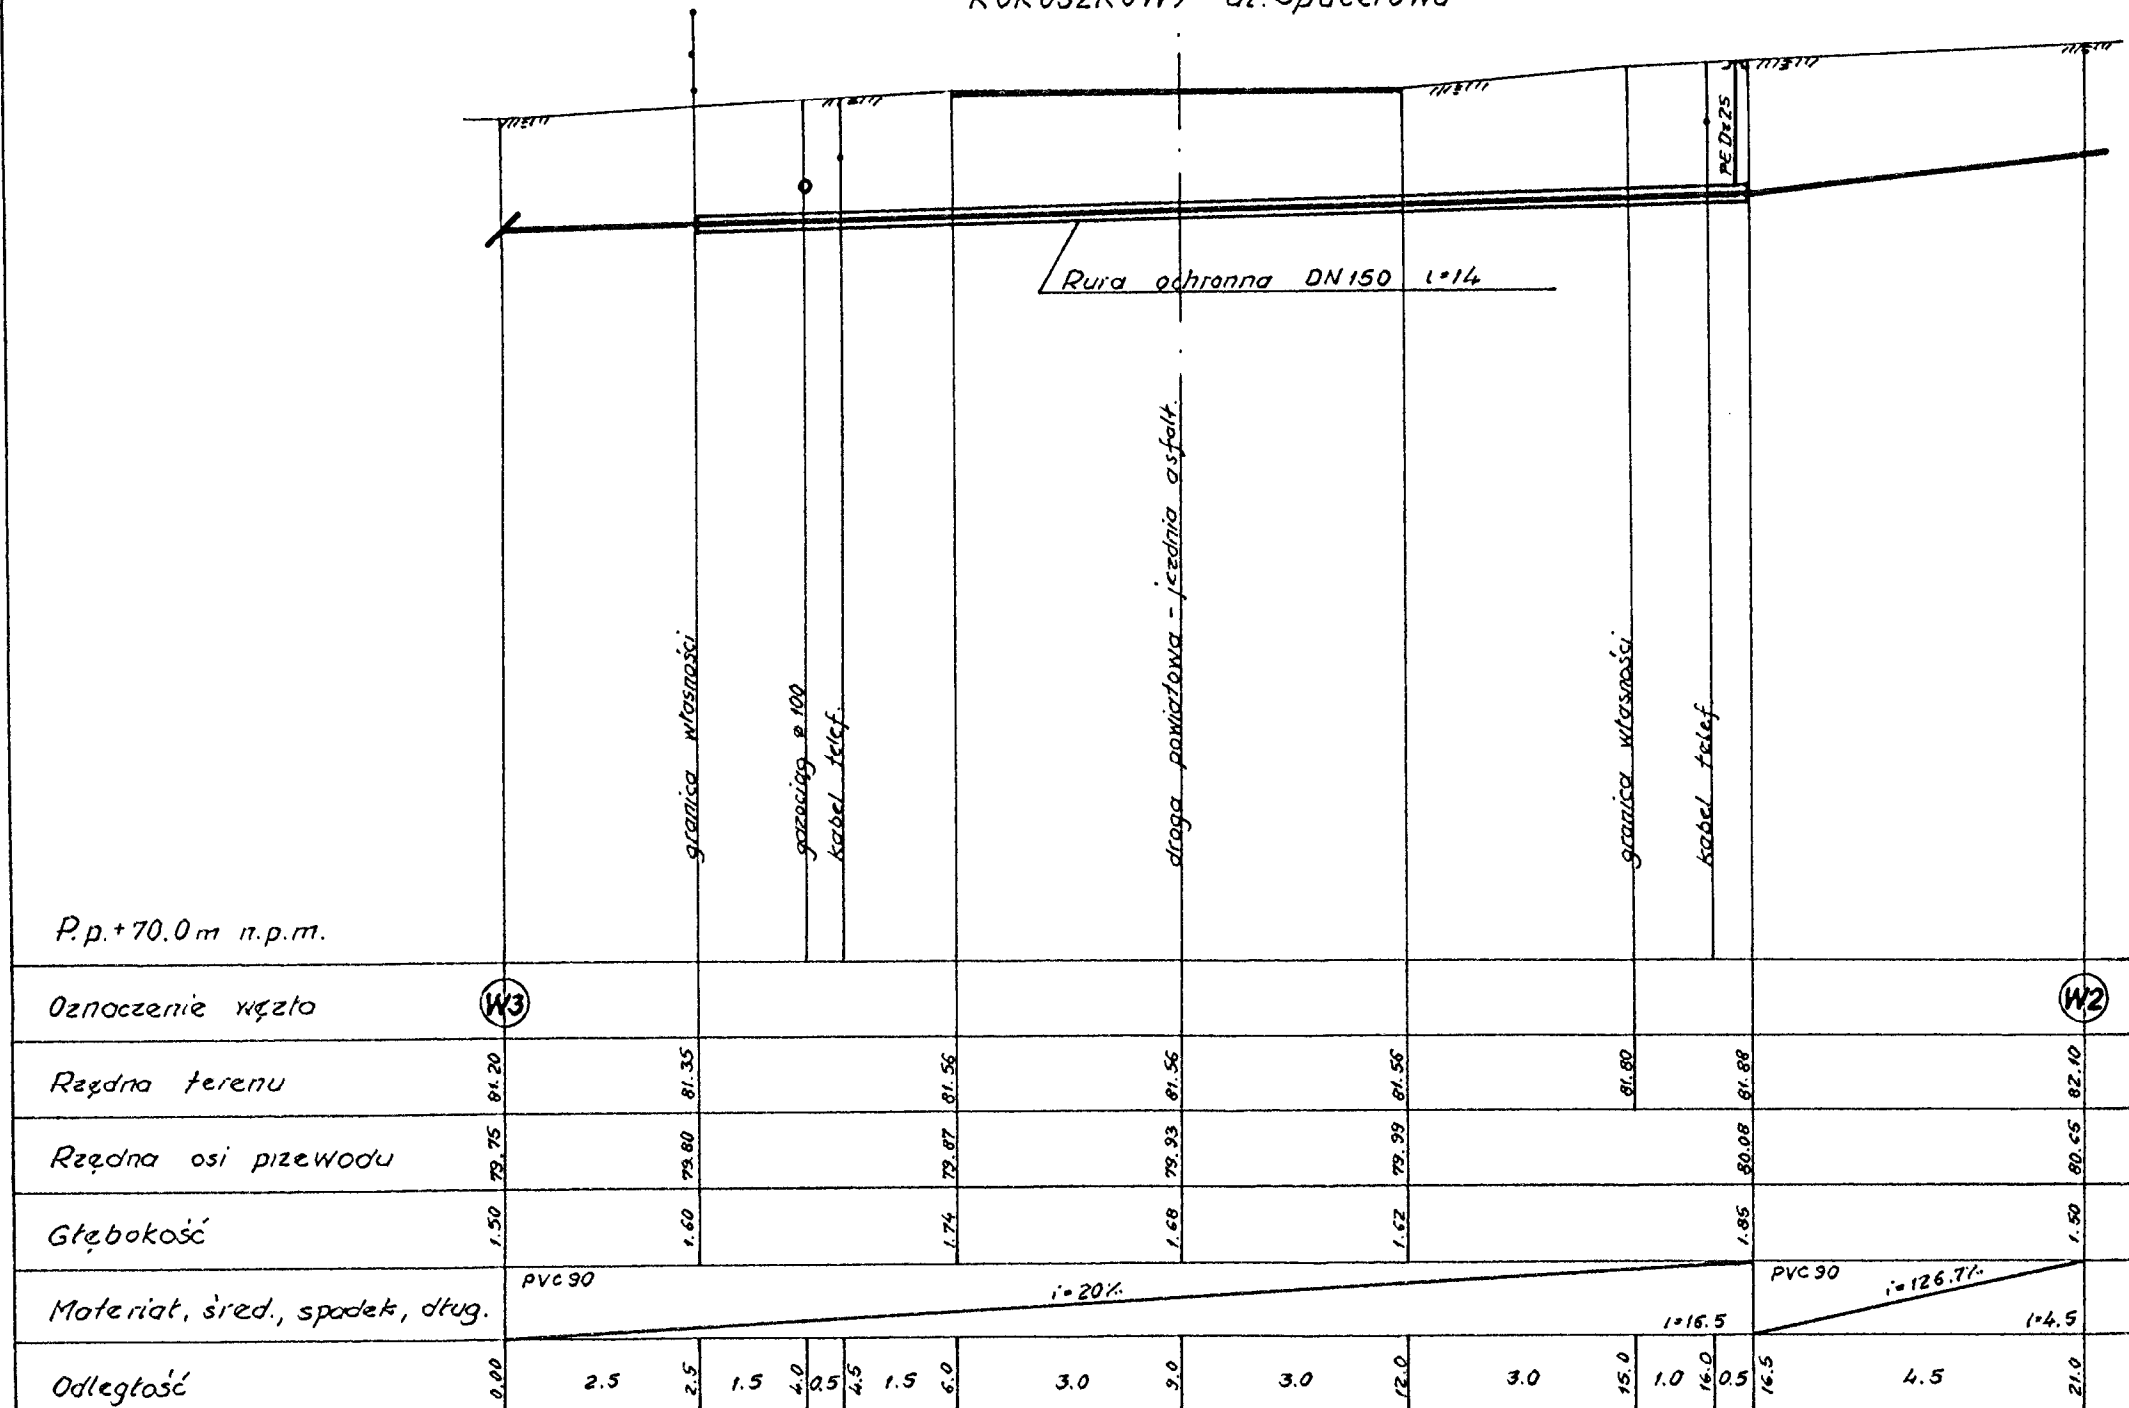 ul. Spacerowa
PE Dz25
Rura ochronna DN150 l=14
granica własności
gazociąg ø 100
kabel telef.
droga powiatowa - jezdnia asfalt.
granica własności
kabel telef.
P.p.+70.0m n.p.m.
Oznaczenie węzła W3 W2
Rzędna terenu 81.20 81.35 81.56 81.56 81.56 81.80 81.88 82.10
Rzędna osi przewodu 79.75 79.80 79.87 79.93 79.99 80.08 80.65
Głębokość 1.50 1.60 1.74 1.68 1.62 1.85 1.50
PVC90 i=20‰ l=16.5 PVC90 i=126.7‰ l=4.5
Materiał, śred., spadek, dług.
Odległość 0.00 2.5 2.5 1.5 4.0 0.5 4.5 1.5 6.0 3.0 9.0 3.0 12.0 3.0 15.0 1.0 16.0 0.5 16.5 4.5 21.0